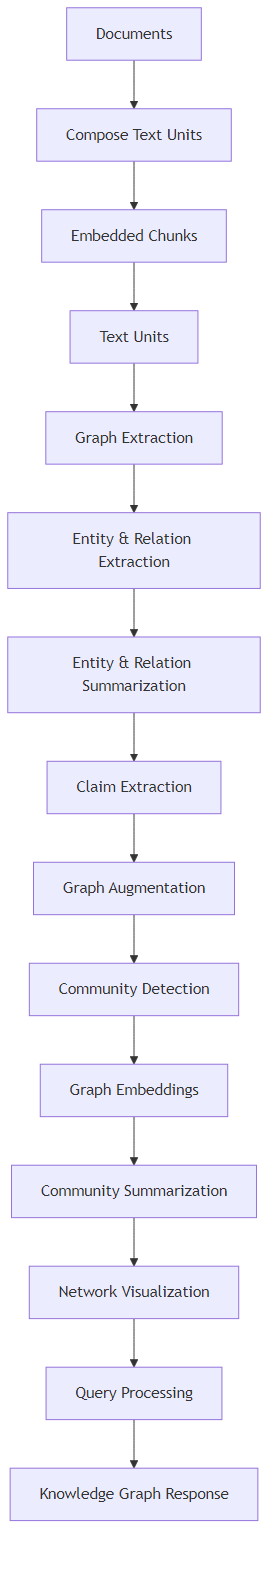 Documents
Compose Text Units
Embedded Chunks
Text Units
Graph Extraction
Entity & Relation
Extraction
Entity & Relation
Summarization
Claim Extraction
Graph Augmentation
Community Detection
Graph Embeddings
Community Summarization
Network Visualization
Query Processing
Knowledge Graph Response